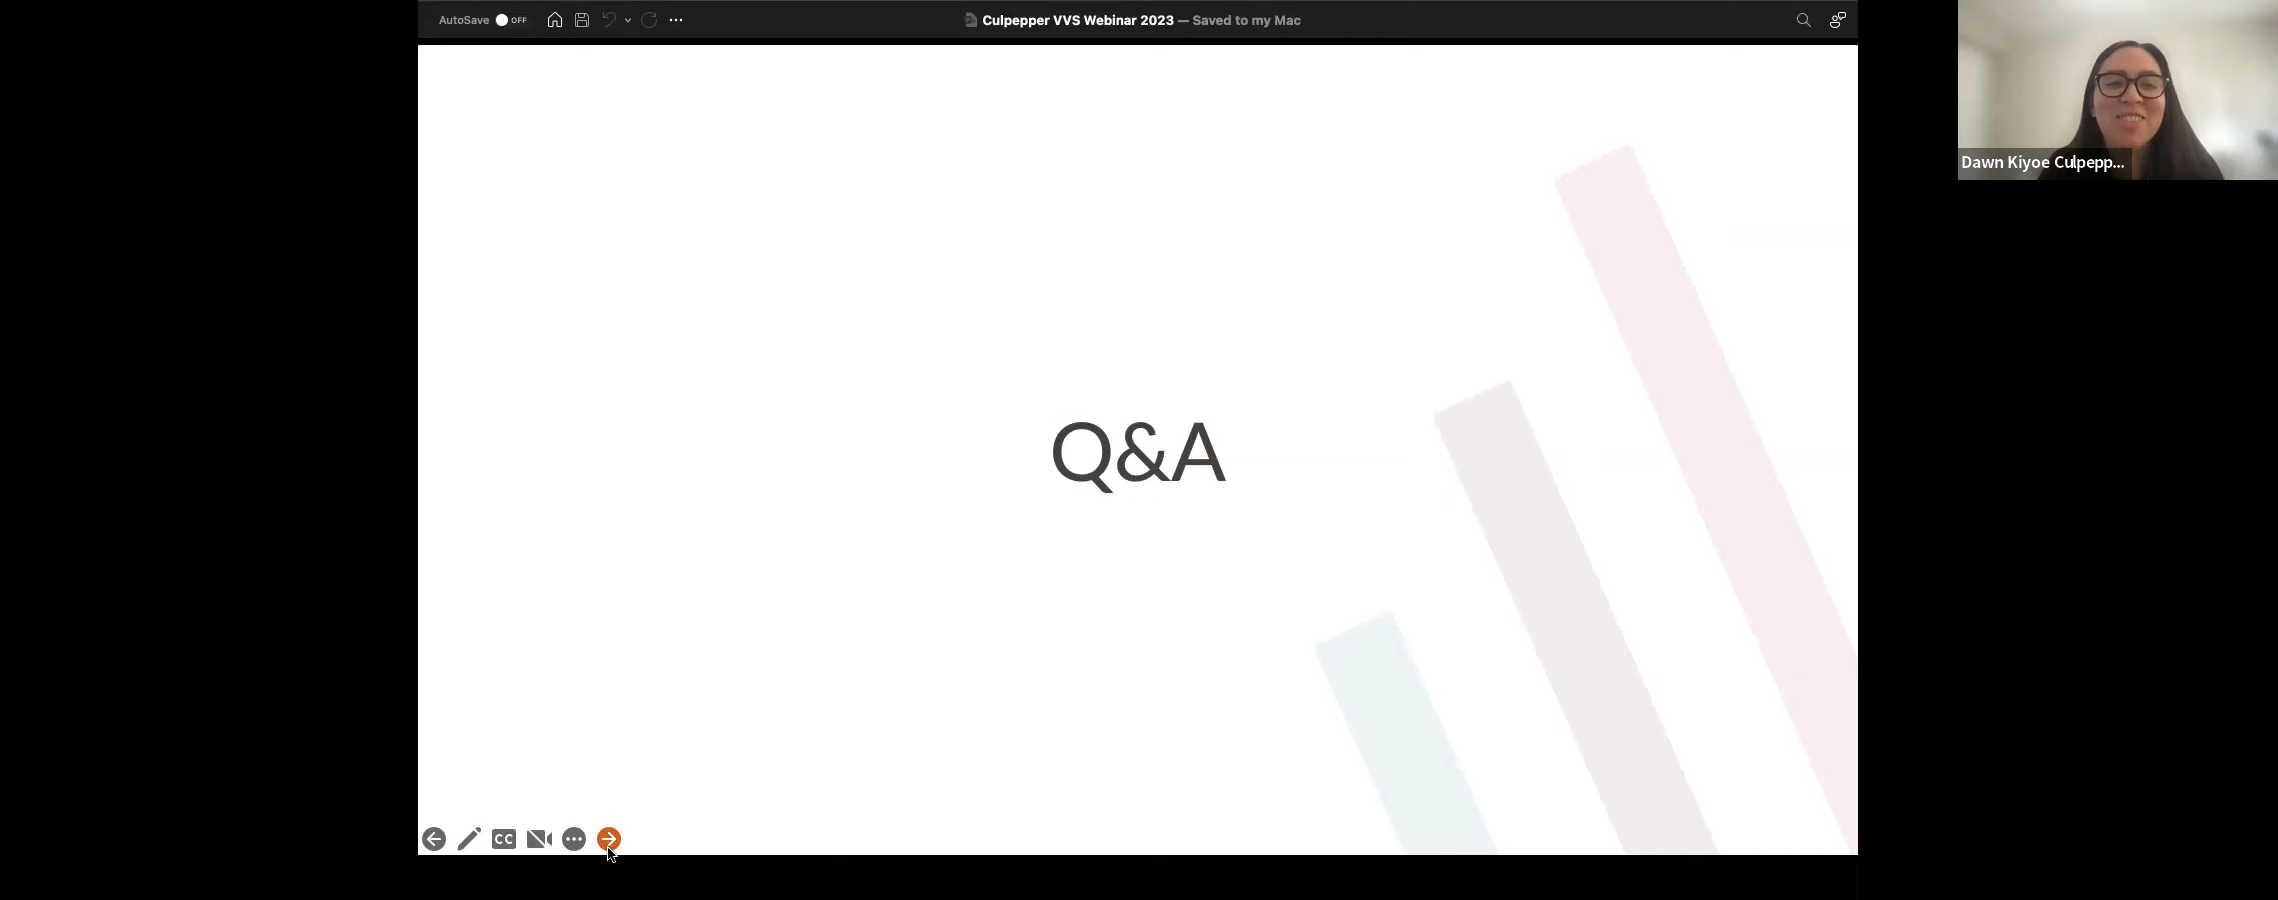 AutoSave OFF
Culpepper VVS Webinar 2023 — Saved to my Mac
Dawn Kiyoe Culpepp...
Q&A
CC